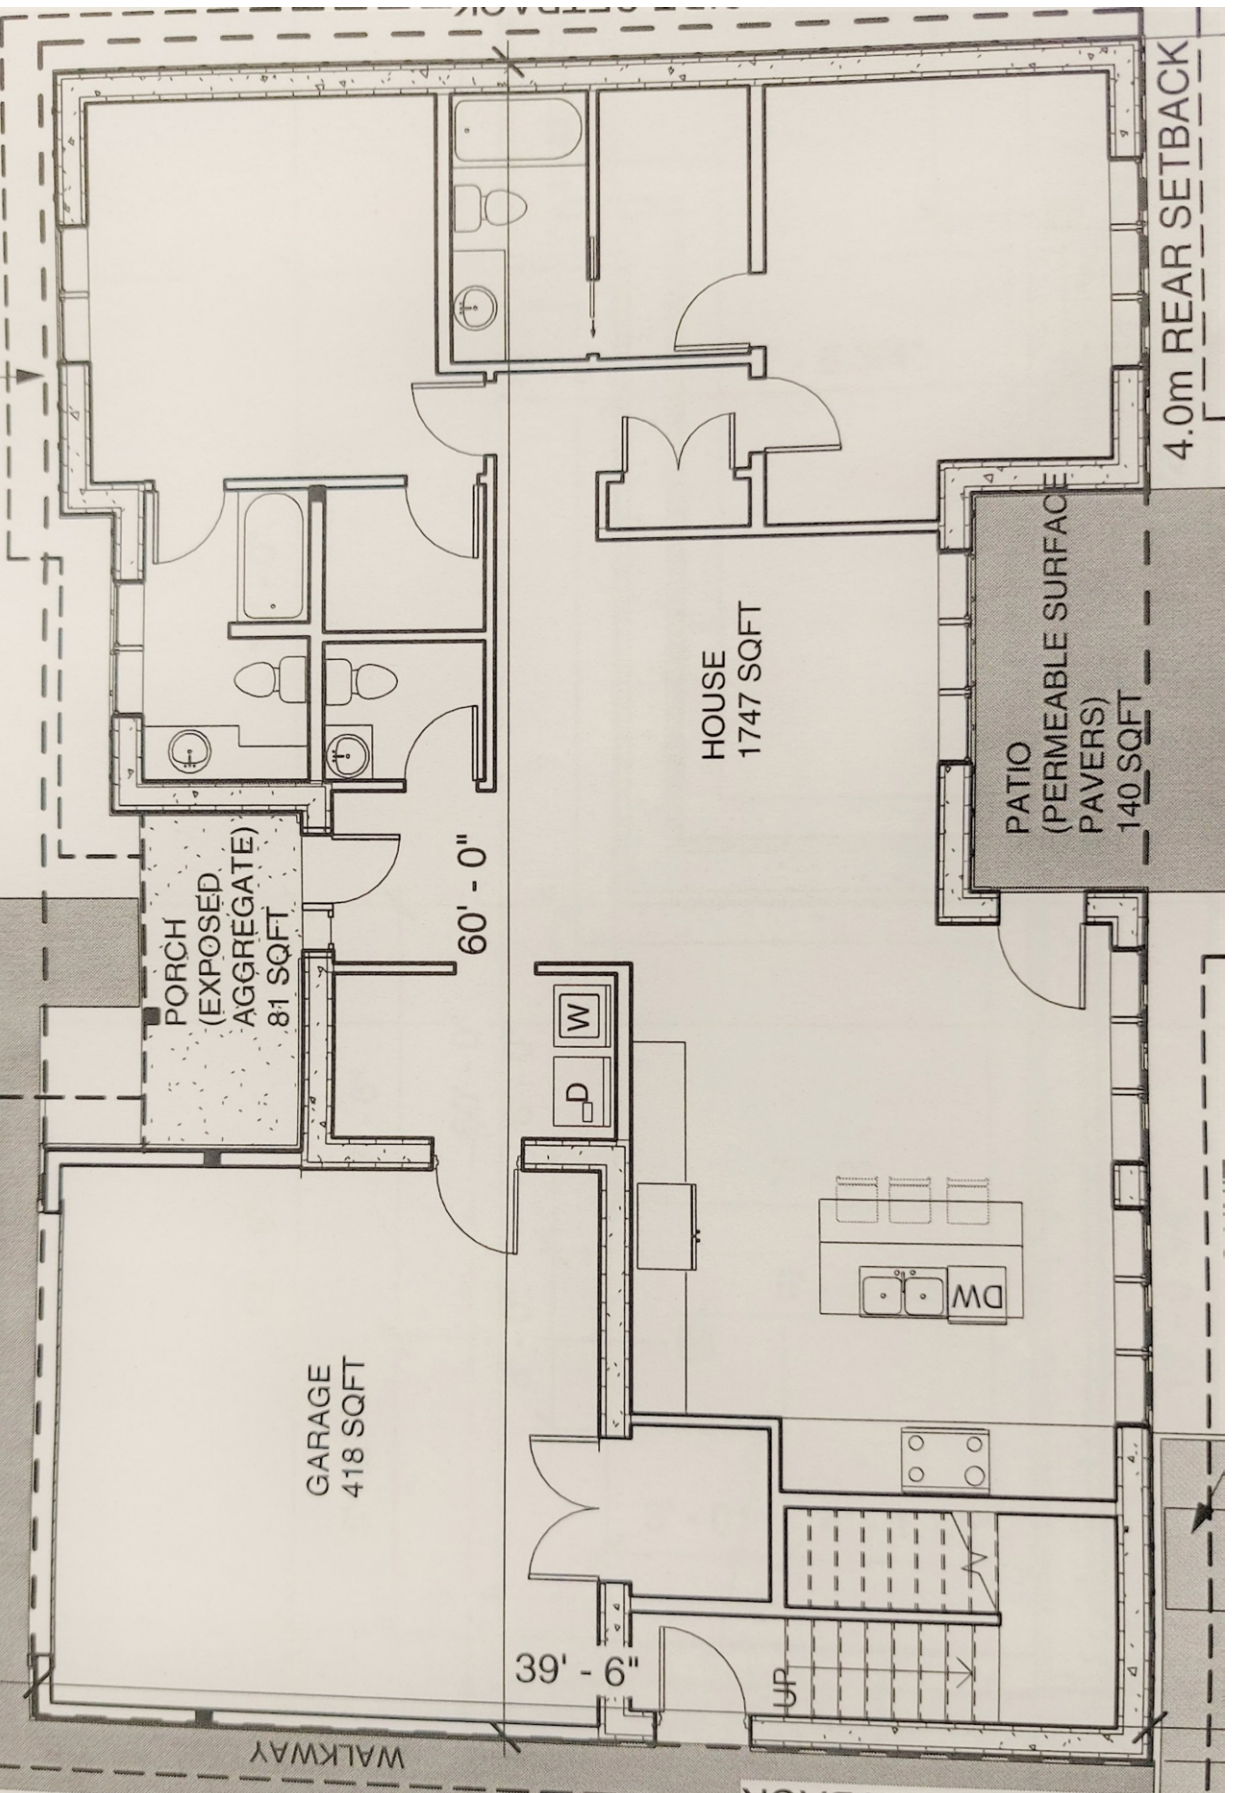 4.0m REAR SETBACK
HOUSE
1747 SQFT
PATIO
(PERMEABLE SURFACE
PAVERS)
140 SQFT
PORCH
(EXPOSED
AGGREGATE)
81 SQFT
60' - 0"
W
D
DW
GARAGE
418 SQFT
39' - 6"
UP
WALKWAY